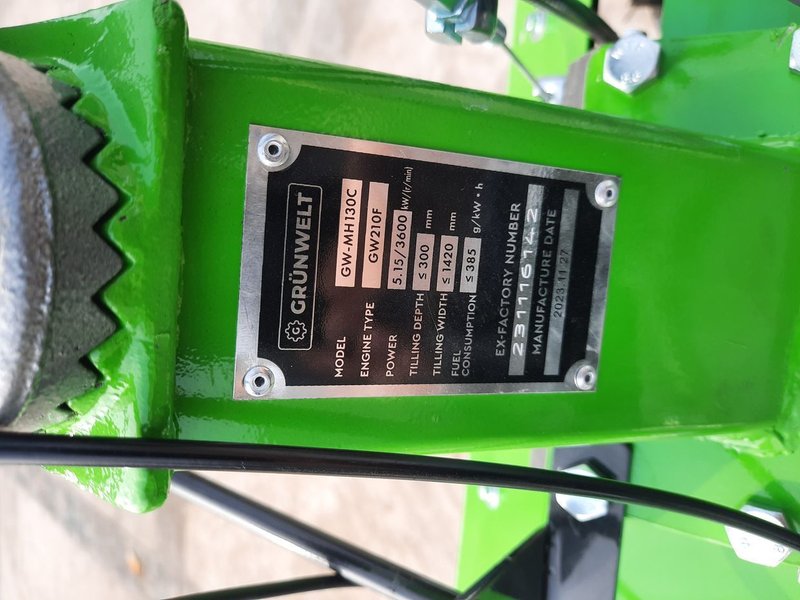 G GRÜNWELT
MODEL GW-MH130C
ENGINE TYPE GW210F
POWER 5.15/3600 kW/(r/min)
TILLING DEPTH ≤ 300 mm
TILLING WIDTH ≤ 1420 mm
FUEL
CONSUMPTION ≤ 385 g/kW • h
EX-FACTORY NUMBER
231116142
MANUFACTURE DATE
2023.11.27